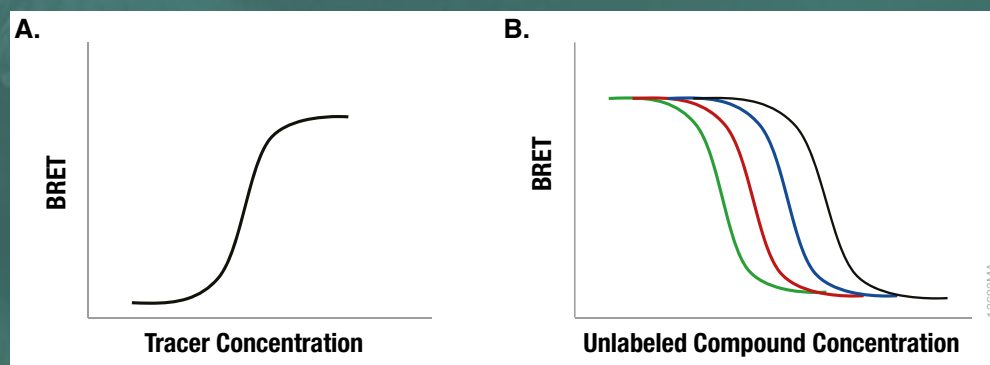 A.
B.
BRET
BRET
Tracer Concentration
Unlabeled Compound Concentration